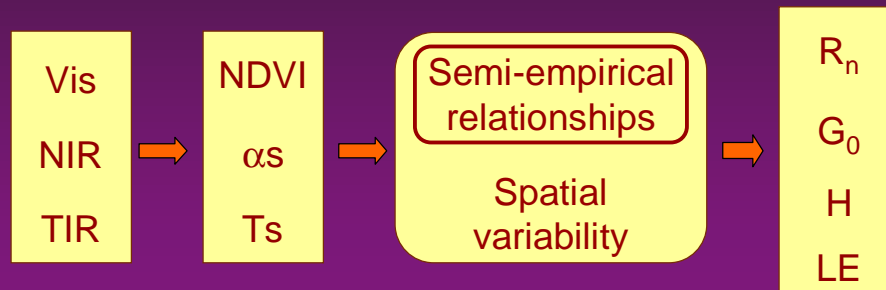 Vis
NIR
TIR
NDVI
αs
Ts
Semi-empirical
relationships
Spatial
variability
Rₙ
G₀
H
LE